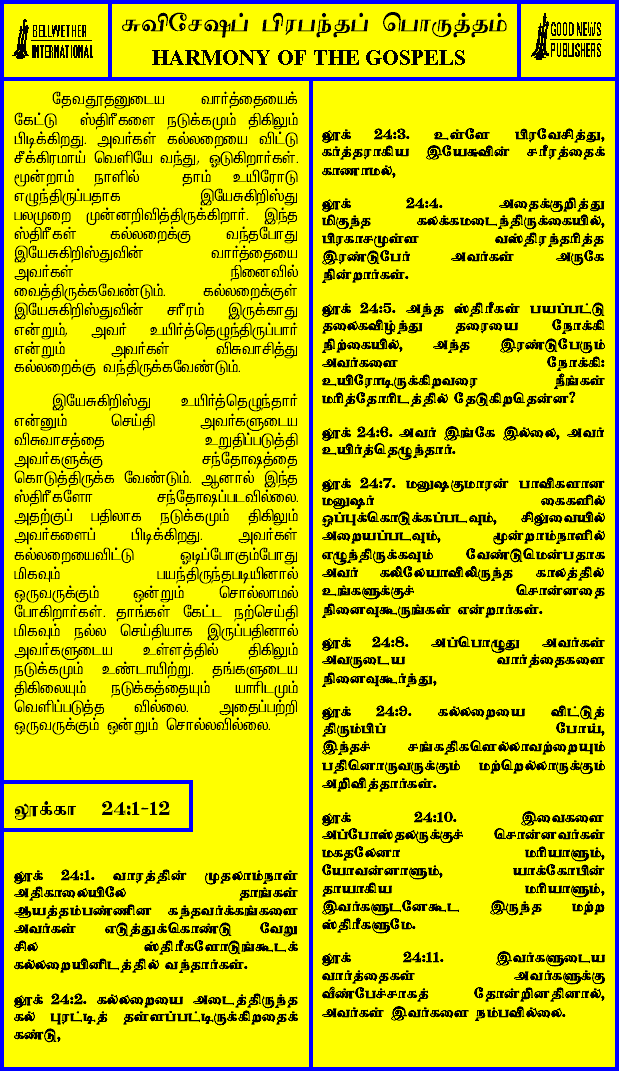 BELLWETHER
INTERNATIONAL
சுவிசேஷப் பிரபந்தப் பொருத்தம்
HARMONY OF THE GOSPELS
GOOD NEWS
PUBLISHERS
தேவதூதனுடைய வார்த்தையைக்
கேட்டு ஸ்திரீகளை நடுக்கமும் திகிலும்
பிடிக்கிறது. அவர்கள் கல்லறையை விட்டு
சீக்கிரமாய் வெளியே வந்து, ஓடுகிறார்கள்.
மூன்றாம் நாளில் தாம் உயிரோடு
எழுந்திருப்பதாக இயேசுகிறிஸ்து
பலமுறை முன்னறிவித்திருக்கிறார். இந்த
ஸ்திரீகள் கல்லறைக்கு வந்தபோது
இயேசுகிறிஸ்துவின் வார்த்தையை
அவர்கள் நினைவில்
வைத்திருக்கவேண்டும். கல்லறைக்குள்
இயேசுகிறிஸ்துவின் சரீரம் இருக்காது
என்றும், அவர் உயிர்த்தெழுந்திருப்பார்
என்றும் அவர்கள் விசுவாசித்து
கல்லறைக்கு வந்திருக்கவேண்டும்.
இயேசுகிறிஸ்து உயிர்த்தெழுந்தார்
என்னும் செய்தி அவர்களுடைய
விசுவாசத்தை உறுதிப்படுத்தி
அவர்களுக்கு சந்தோஷத்தை
கொடுத்திருக்க வேண்டும். ஆனால் இந்த
ஸ்திரீகளோ சந்தோஷப்படவில்லை.
அதற்குப் பதிலாக நடுக்கமும் திகிலும்
அவர்களைப் பிடிக்கிறது. அவர்கள்
கல்லறையைவிட்டு ஓடிப்போகும்போது
மிகவும் பயந்திருந்தபடியினால்
ஒருவருக்கும் ஒன்றும் சொல்லாமல்
போகிறார்கள். தாங்கள் கேட்ட நற்செய்தி
மிகவும் நல்ல செய்தியாக இருப்பதினால்
அவர்களுடைய உள்ளத்தில் திகிலும்
நடுக்கமும் உண்டாயிற்று. தங்களுடைய
திகிலையும் நடுக்கத்தையும் யாரிடமும்
வெளிப்படுத்த வில்லை. அதைப்பற்றி
ஒருவருக்கும் ஒன்றும் சொல்லவில்லை.
லூக்கா 24:1-12
லூக் 24:1. வாரத்தின் முதலாம்நாள்
அதிகாலையிலே தாங்கள்
ஆயத்தம்பண்ணின கந்தவர்க்கங்களை
அவர்கள் எடுத்துக்கொண்டு வேறு
சில ஸ்திரீகளோடுங்கூடக்
கல்லறையினிடத்தில் வந்தார்கள்.
லூக் 24:2. கல்லறையை அடைத்திருந்த
கல் புரட்டித் தள்ளப்பட்டிருக்கிறதைக்
கண்டு,
லூக் 24:3. உள்ளே பிரவேசித்து,
கர்த்தராகிய இயேசுவின் சரீரத்தைக்
காணாமல்,
லூக் 24:4. அதைக்குறித்து
மிகுந்த கலக்கமடைந்திருக்கையில்,
பிரகாசமுள்ள வஸ்திரந்தரித்த
இரண்டுபேர் அவர்கள் அருகே
நின்றார்கள்.
லூக் 24:5. அந்த ஸ்திரீகள் பயப்பட்டு
தலைகவிழ்ந்து தரையை நோக்கி
நிற்கையில், அந்த இரண்டுபேரும்
அவர்களை நோக்கி:
உயிரோடிருக்கிறவரை நீங்கள்
மரித்தோரிடத்தில் தேடுகிறதென்ன?
லூக் 24:6. அவர் இங்கே இல்லை, அவர்
உயிர்த்தெழுந்தார்.
லூக் 24:7. மனுஷகுமாரன் பாவிகளான
மனுஷர் கைகளில்
ஒப்புக்கொடுக்கப்படவும், சிலுவையில்
அறையப்படவும், மூன்றாம்நாளில்
எழுந்திருக்கவும் வேண்டுமென்பதாக
அவர் கலிலேயாவிலிருந்த காலத்தில்
உங்களுக்குச் சொன்னதை
நினைவுகூருங்கள் என்றார்கள்.
லூக் 24:8. அப்பொழுது அவர்கள்
அவருடைய வார்த்தைகளை
நினைவுகூர்ந்து,
லூக் 24:9. கல்லறையை விட்டுத்
திரும்பிப் போய்,
இந்தச் சங்கதிகளெல்லாவற்றையும்
பதினொருவருக்கும் மற்றெல்லாருக்கும்
அறிவித்தார்கள்.
லூக் 24:10. இவைகளை
அப்போஸ்தலருக்குச் சொன்னவர்கள்
மகதலேனா மரியாளும்,
யோவன்னாளும், யாக்கோபின்
தாயாகிய மரியாளும்,
இவர்களுடனேகூட இருந்த மற்ற
ஸ்திரீகளுமே.
லூக் 24:11. இவர்களுடைய
வார்த்தைகள் அவர்களுக்கு
வீண்பேச்சாகத் தோன்றினதினால்,
அவர்கள் இவர்களை நம்பவில்லை.